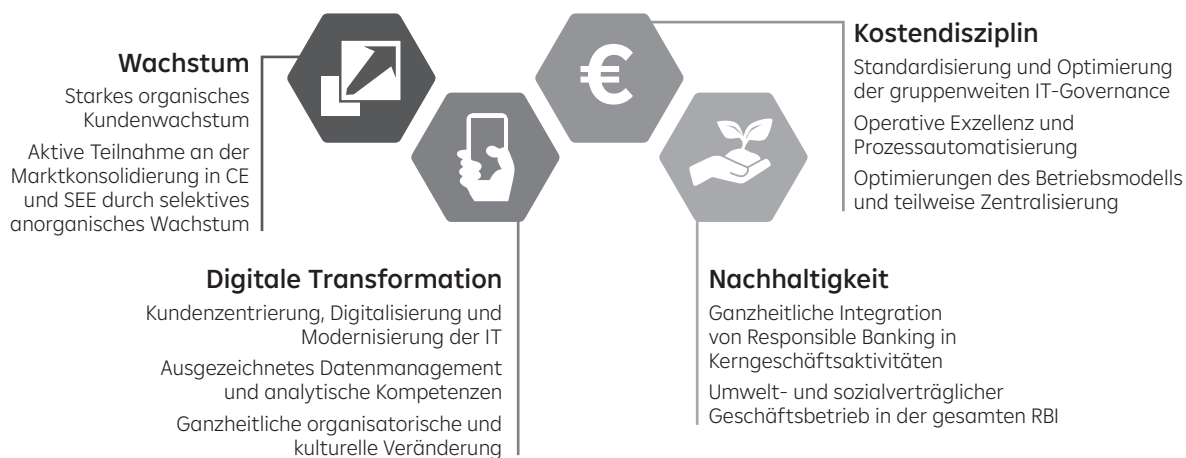 Wachstum
Starkes organisches
Kundenwachstum
Aktive Teilnahme an der
Marktkonsolidierung in CE
und SEE durch selektives
anorganisches Wachstum
Digitale Transformation
Kundenzentrierung, Digitalisierung und
Modernisierung der IT
Ausgezeichnetes Datenmanagement
und analytische Kompetenzen
Ganzheitliche organisatorische und
kulturelle Veränderung
€
Kostendisziplin
Standardisierung und Optimierung
der gruppenweiten IT-Governance
Operative Exzellenz und
Prozessautomatisierung
Optimierungen des Betriebsmodells
und teilweise Zentralisierung
Nachhaltigkeit
Ganzheitliche Integration
von Responsible Banking in
Kerngeschäftsaktivitäten
Umwelt- und sozialverträglicher
Geschäftsbetrieb in der gesamten RBI